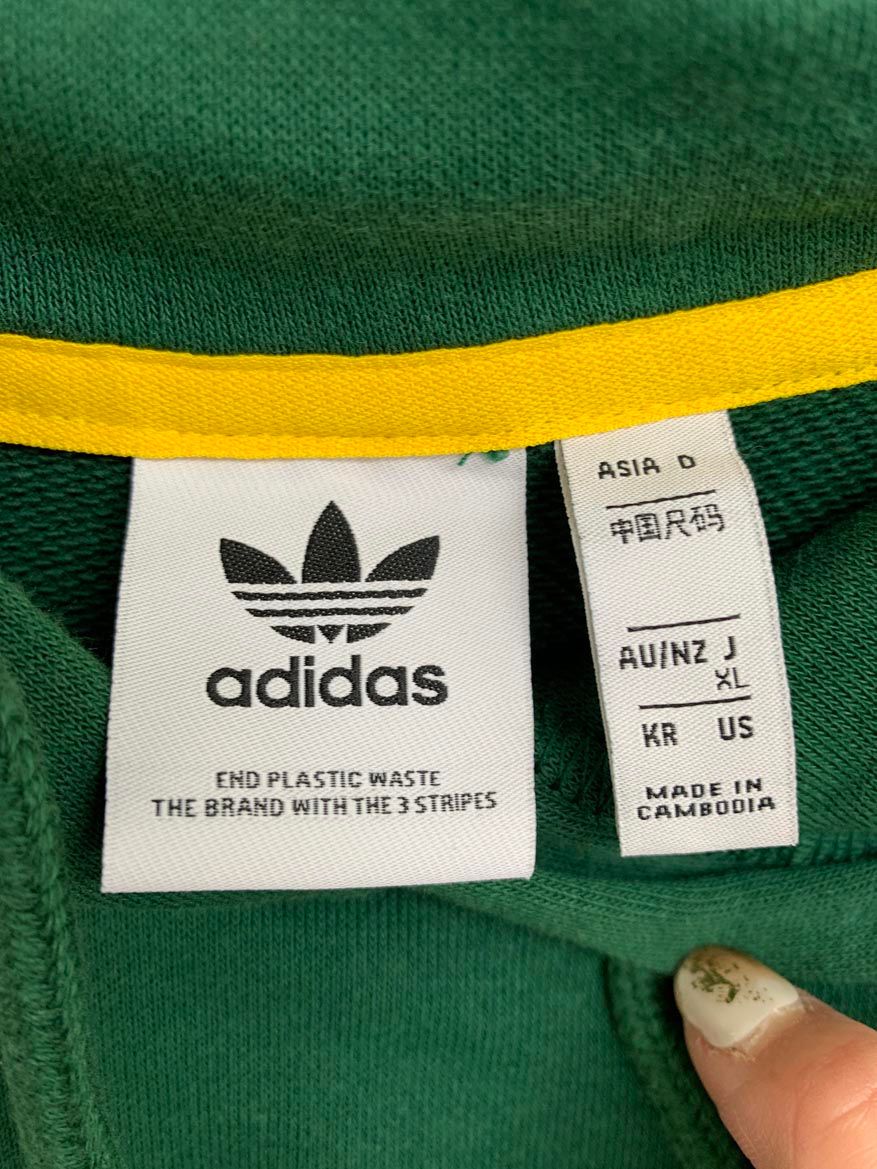 adidas
END PLASTIC WASTE
THE BRAND WITH THE 3 STRIPES
ASIA D
中国尺码
AU/NZ J
XL
KR US
MADE IN
CAMBODIA